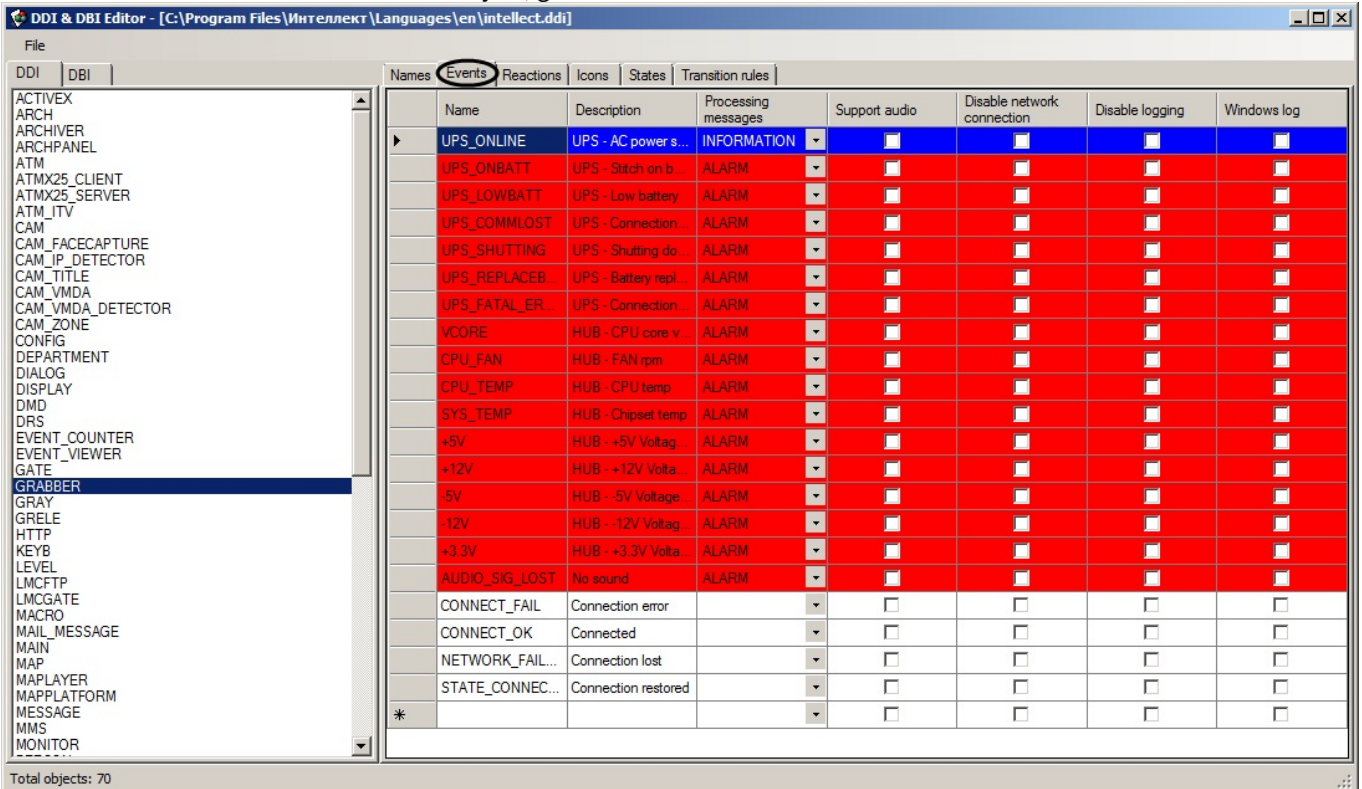 DDI & DBI Editor - [C:\Program Files\Интеллект\Languages\en\intellect.ddi]
File
DDI DBI
Names Events Reactions Icons States Transition rules
ACTIVEX
ARCH
ARCHIVER
ARCHPANEL
ATM
ATMX25_CLIENT
ATMX25_SERVER
ATM_ITV
CAM
CAM_FACECAPTURE
CAM_IP_DETECTOR
CAM_TITLE
CAM_VMDA
CAM_VMDA_DETECTOR
CAM_ZONE
CONFIG
DEPARTMENT
DIALOG
DISPLAY
DMD
DRS
EVENT_COUNTER
EVENT_VIEWER
GATE
GRABBER
GRAY
GRELE
HTTP
KEYB
LEVEL
LMCFTP
LMCGATE
MACRO
MAIL_MESSAGE
MAIN
MAP
MAPLAYER
MAPPLATFORM
MESSAGE
MMS
MONITOR
Name Description Processing messages Support audio Disable network connection Disable logging Windows log
UPS_ONLINE UPS - AC power s... INFORMATION
UPS_ONBATT UPS - Stitch on b... ALARM
UPS_LOWBATT UPS - Low battery ALARM
UPS_COMMLOST UPS - Connection... ALARM
UPS_SHUTTING UPS - Shutting do... ALARM
UPS_REPLACEB... UPS - Battery repl... ALARM
UPS_FATAL_ER... UPS - Connection... ALARM
VCORE HUB - CPU core v... ALARM
CPU_FAN HUB - FAN rpm ALARM
CPU_TEMP HUB - CPU temp ALARM
SYS_TEMP HUB - Chipset temp ALARM
+5V HUB - +5V Voltag... ALARM
+12V HUB - +12V Volta... ALARM
-5V HUB - -5V Voltage... ALARM
-12V HUB - -12V Voltag... ALARM
+3.3V HUB - +3.3V Volta... ALARM
AUDIO_SIG_LOST No sound ALARM
CONNECT_FAIL Connection error
CONNECT_OK Connected
NETWORK_FAIL... Connection lost
STATE_CONNEC... Connection restored
Total objects: 70